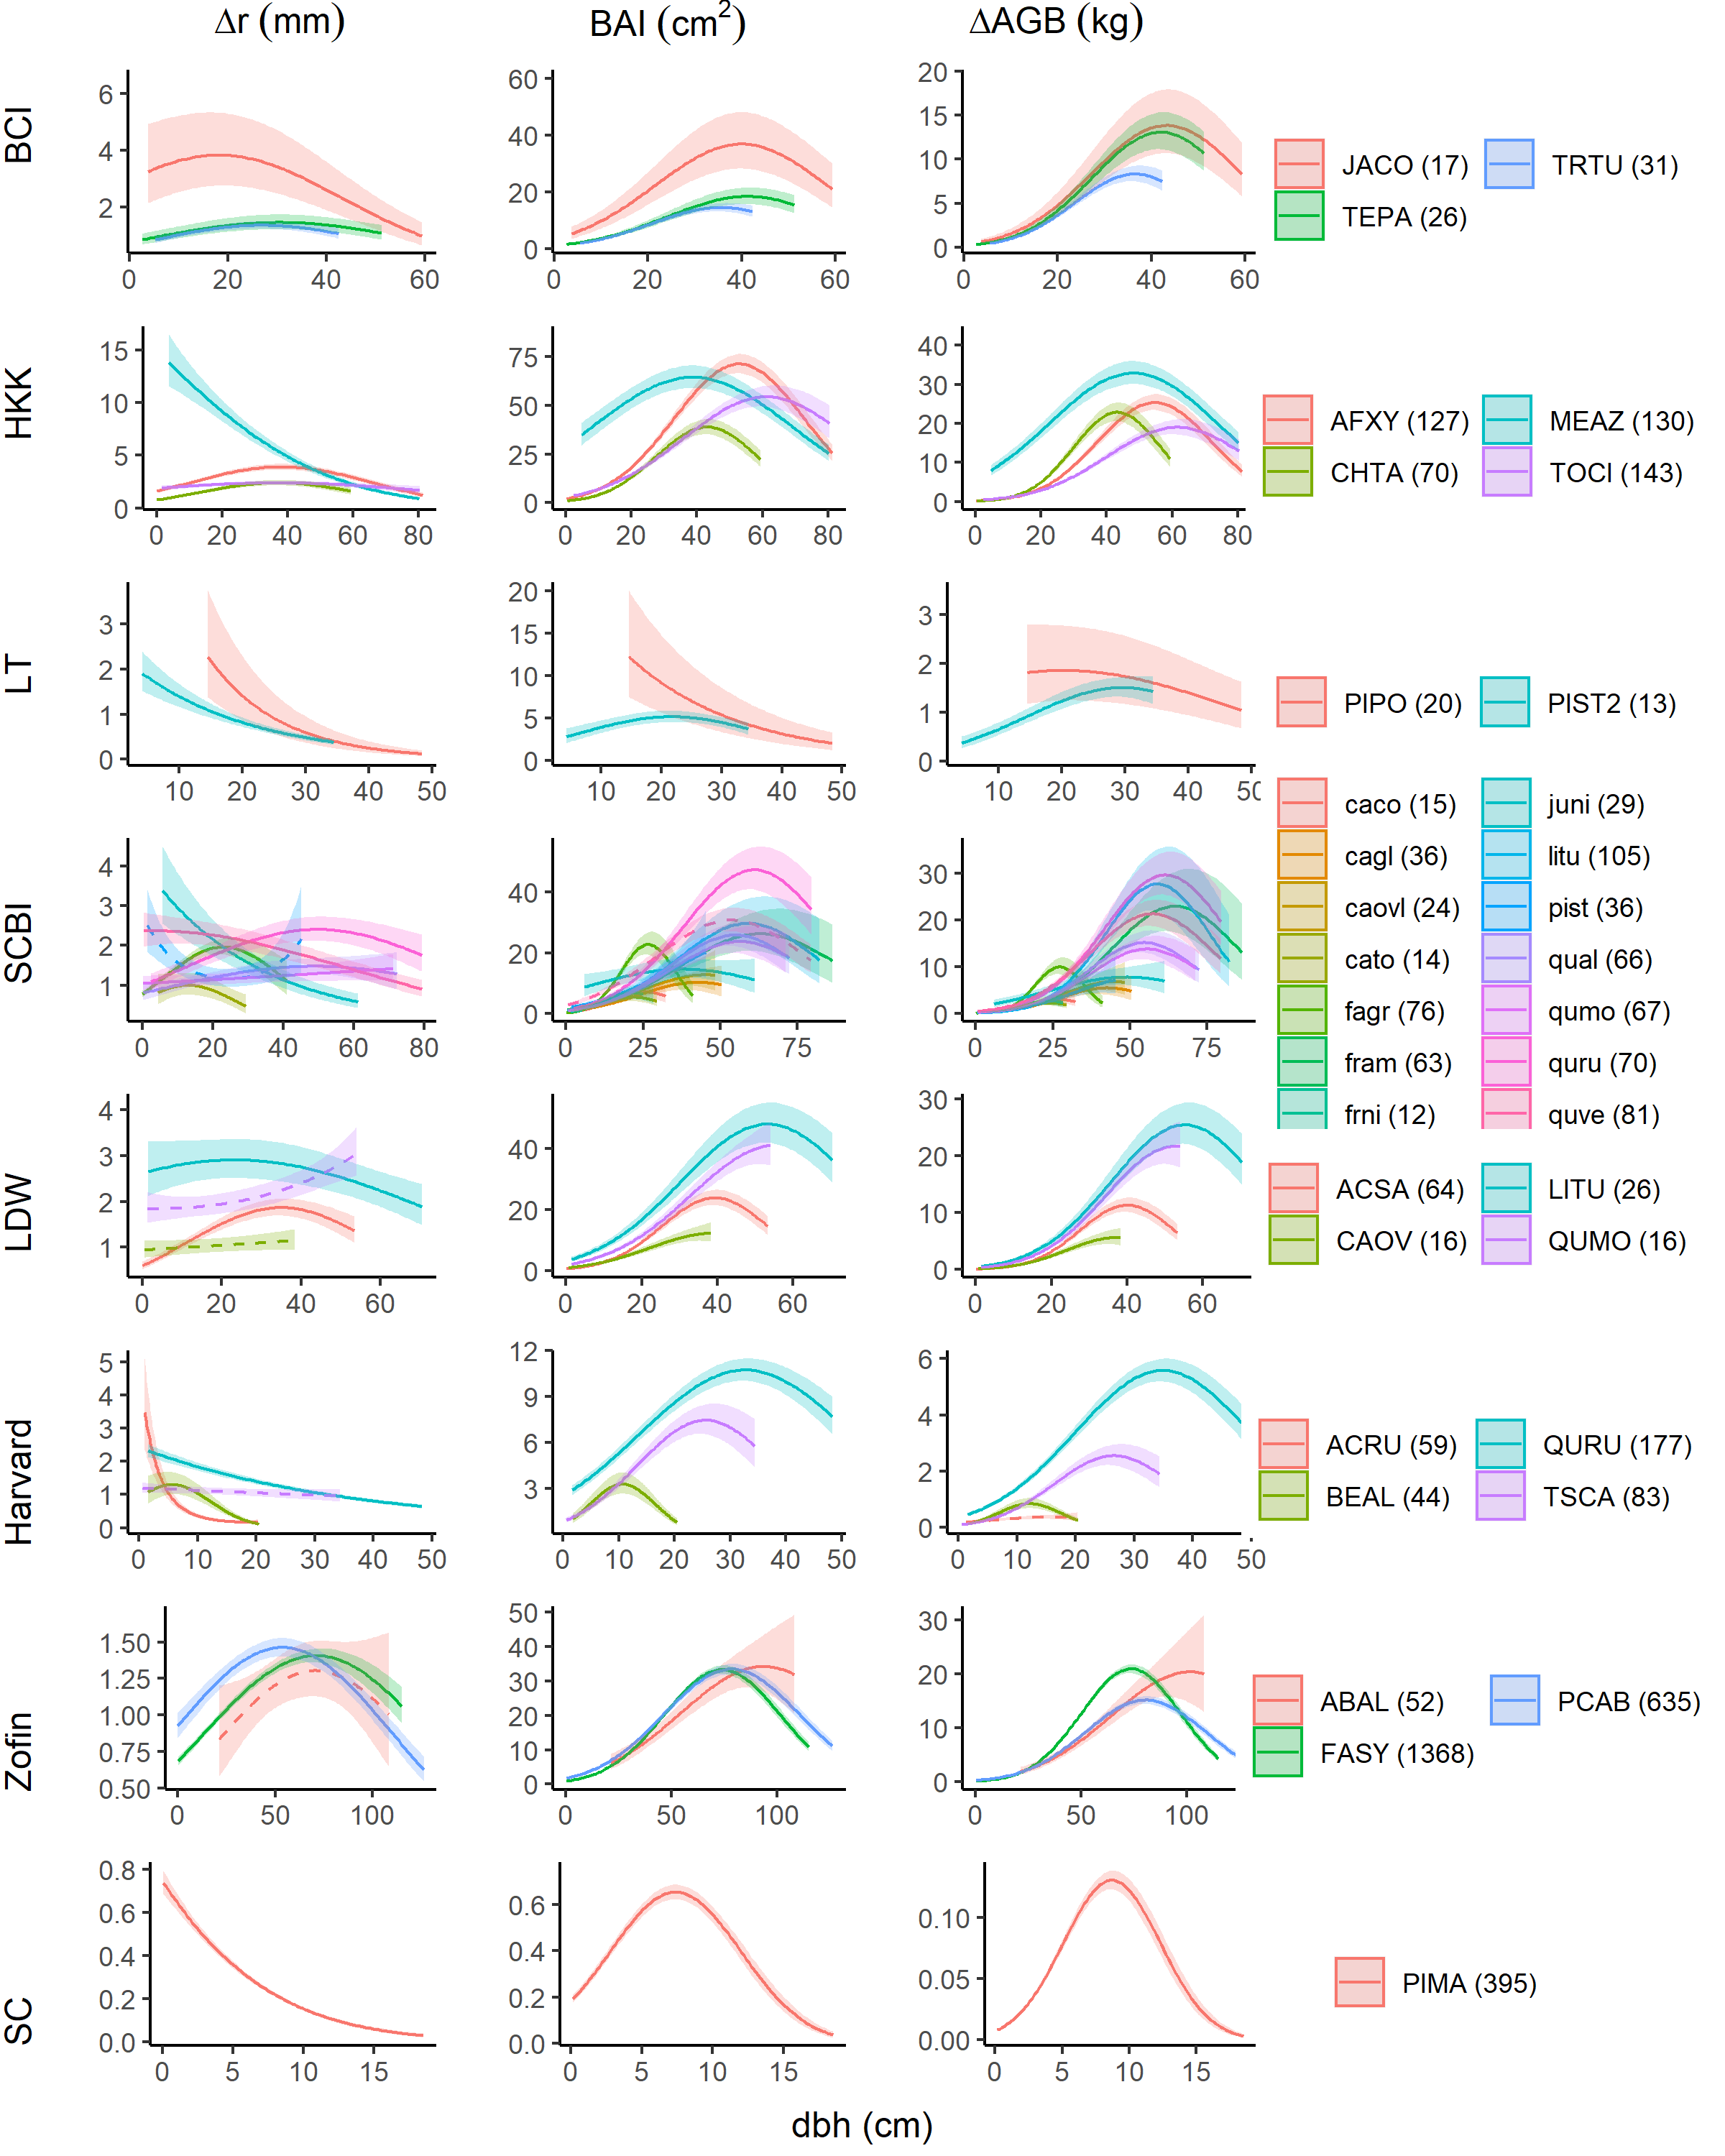 Δr (mm) BAI (cm²) ΔAGB (kg)
BCI
6
4
2
0 20 40 60
60
40
20
0
0 20 40 60
20
15
10
5
0
0 20 40 60
JACO (17) TRTU (31)
TEPA (26)
HKK
15
10
5
0
0 20 40 60 80
75
50
25
0
0 20 40 60 80
40
30
20
10
0
0 20 40 60 80
AFXY (127) MEAZ (130)
CHTA (70) TOCI (143)
LT
3
2
1
0
10 20 30 40 50
20
15
10
5
0
10 20 30 40 50
3
2
1
0
10 20 30 40 50
PIPO (20) PIST2 (13)
SCBI
4
3
2
1
0 20 40 60 80
40
20
0
0 25 50 75
30
20
10
0
0 25 50 75
caco (15) juni (29)
cagl (36) litu (105)
caovl (24) pist (36)
cato (14) qual (66)
fagr (76) qumo (67)
fram (63) quru (70)
frni (12) quve (81)
LDW
4
3
2
1
0 20 40 60
40
20
0
0 20 40 60
30
20
10
0
0 20 40 60
ACSA (64) LITU (26)
CAOV (16) QUMO (16)
Harvard
5
4
3
2
1
0
0 10 20 30 40 50
12
9
6
3
0 10 20 30 40 50
6
4
2
0
0 10 20 30 40 50
ACRU (59) QURU (177)
BEAL (44) TSCA (83)
Zofin
1.50
1.25
1.00
0.75
0.50
0 50 100
50
40
30
20
10
0
0 50 100
30
20
10
0
0 50 100
ABAL (52) PCAB (635)
FASY (1368)
SC
0.8
0.6
0.4
0.2
0.0
0 5 10 15
0.6
0.4
0.2
0.0
0 5 10 15
0.10
0.05
0.00
0 5 10 15
PIMA (395)
dbh (cm)